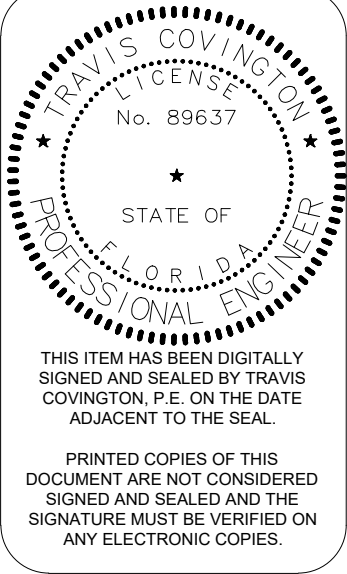 TRAVIS COVINGTON
LICENSE
No. 89637
STATE OF
FLORIDA
PROFESSIONAL ENGINEER
THIS ITEM HAS BEEN DIGITALLY
SIGNED AND SEALED BY TRAVIS
COVINGTON, P.E. ON THE DATE
ADJACENT TO THE SEAL.
PRINTED COPIES OF THIS
DOCUMENT ARE NOT CONSIDERED
SIGNED AND SEALED AND THE
SIGNATURE MUST BE VERIFIED ON
ANY ELECTRONIC COPIES.